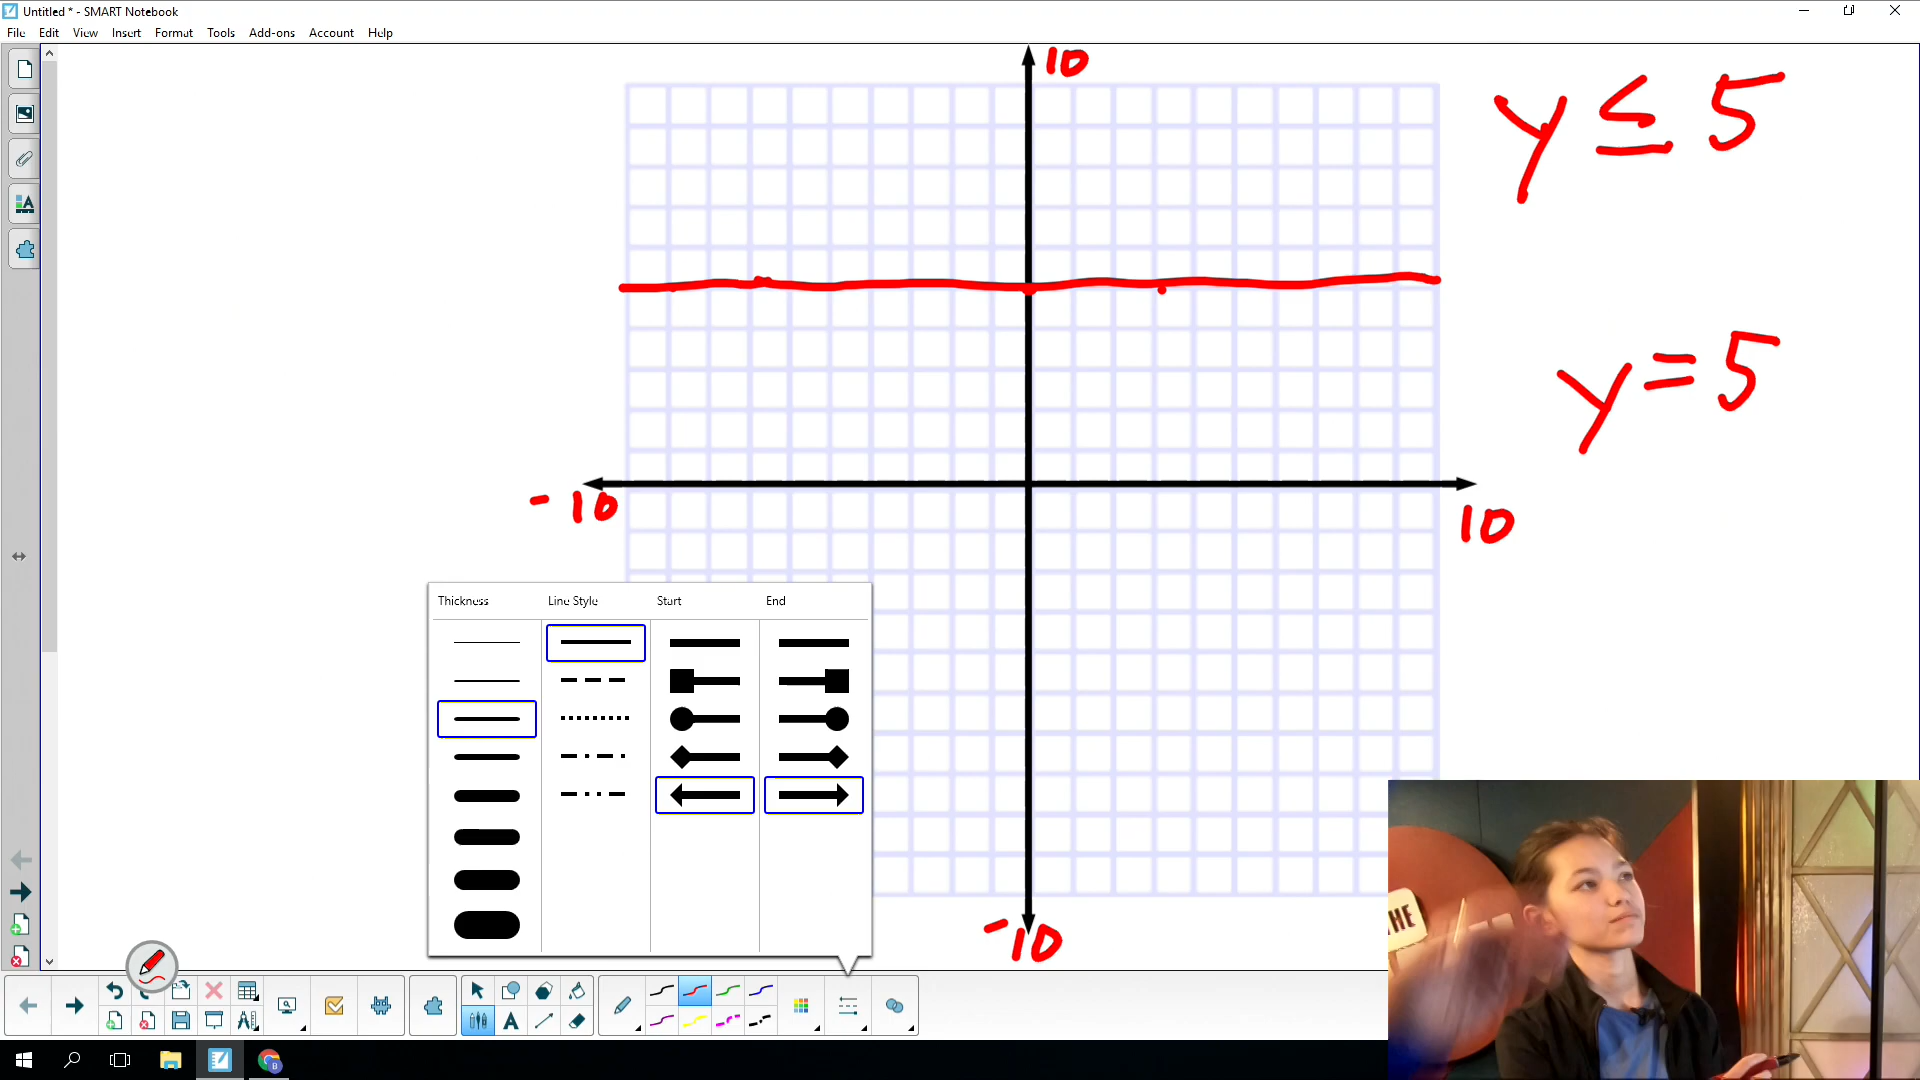 Untitled * - SMART Notebook
File Edit View Insert Format Tools Add-ons Account Help
10
y ≤ 5
y = 5
-10
10
Thickness Line Style Start End
-10
THE